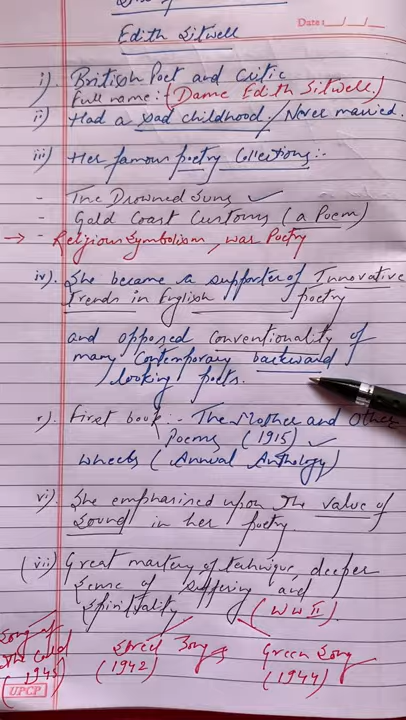 Date:
Edith Sitwell
i). British Poet and Critic
Full name: (Dame Edith Sitwell.)
ii). Had a sad childhood. / Never married.
iii). Her famous poetry Collections:-
- The Drowned Suns ✓
- Gold Coast Customs (a Poem)
→ - Religious Symbolism, war Poetry
iv). She became a supporter of Innovative
Trends in English poetry
and opposed conventionality of
many Contemporary backward
looking poets.
v). First book:- The Mother and Other
Poems (1915) ✓
Wheels (Annual Anthology)
vi). She emphasised upon the value of
Sound in her poetry.
(vii) Great mastery of technique, deeper
sense of suffering and
Spirituality (WW II).
Song of Street Songs Green Song
The Cold (1942) (1944)
(1945)
UPCP